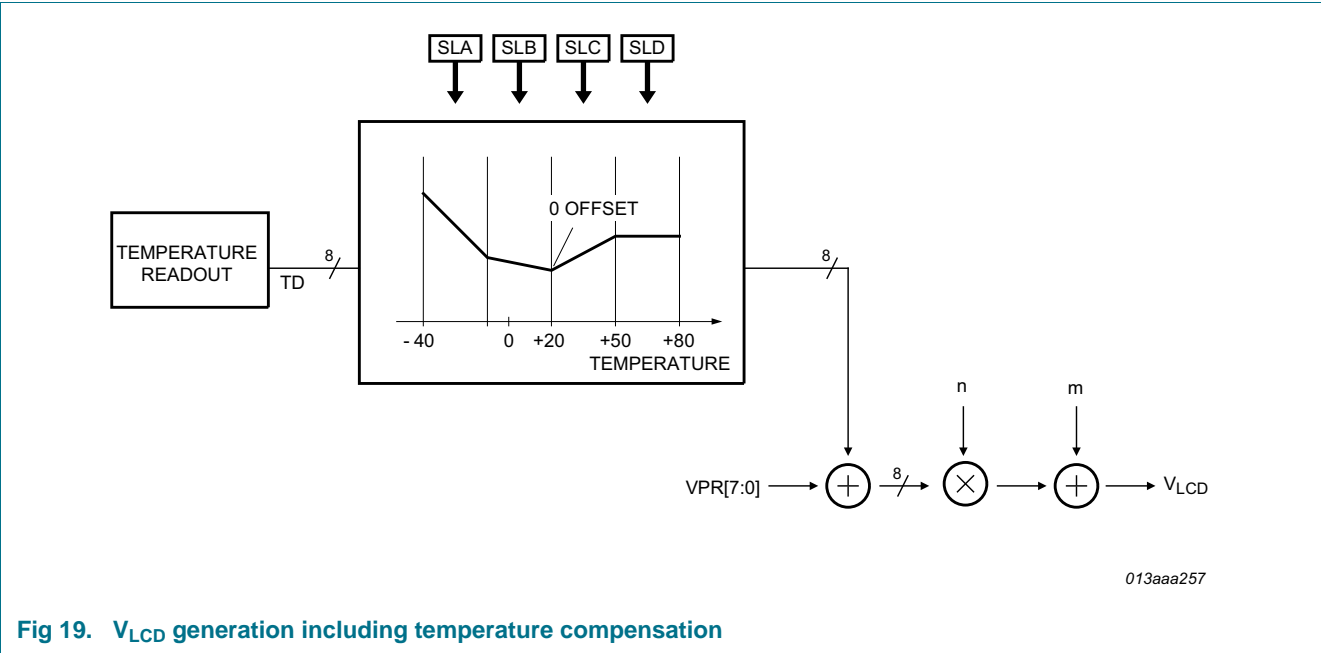 SLA SLB SLC SLD
0 OFFSET
TEMPERATURE
READOUT
TD
8
8
- 40 0 +20 +50 +80
TEMPERATURE
n m
VPR[7:0] + 8 × + VLCD
013aaa257
Fig 19. VLCD generation including temperature compensation